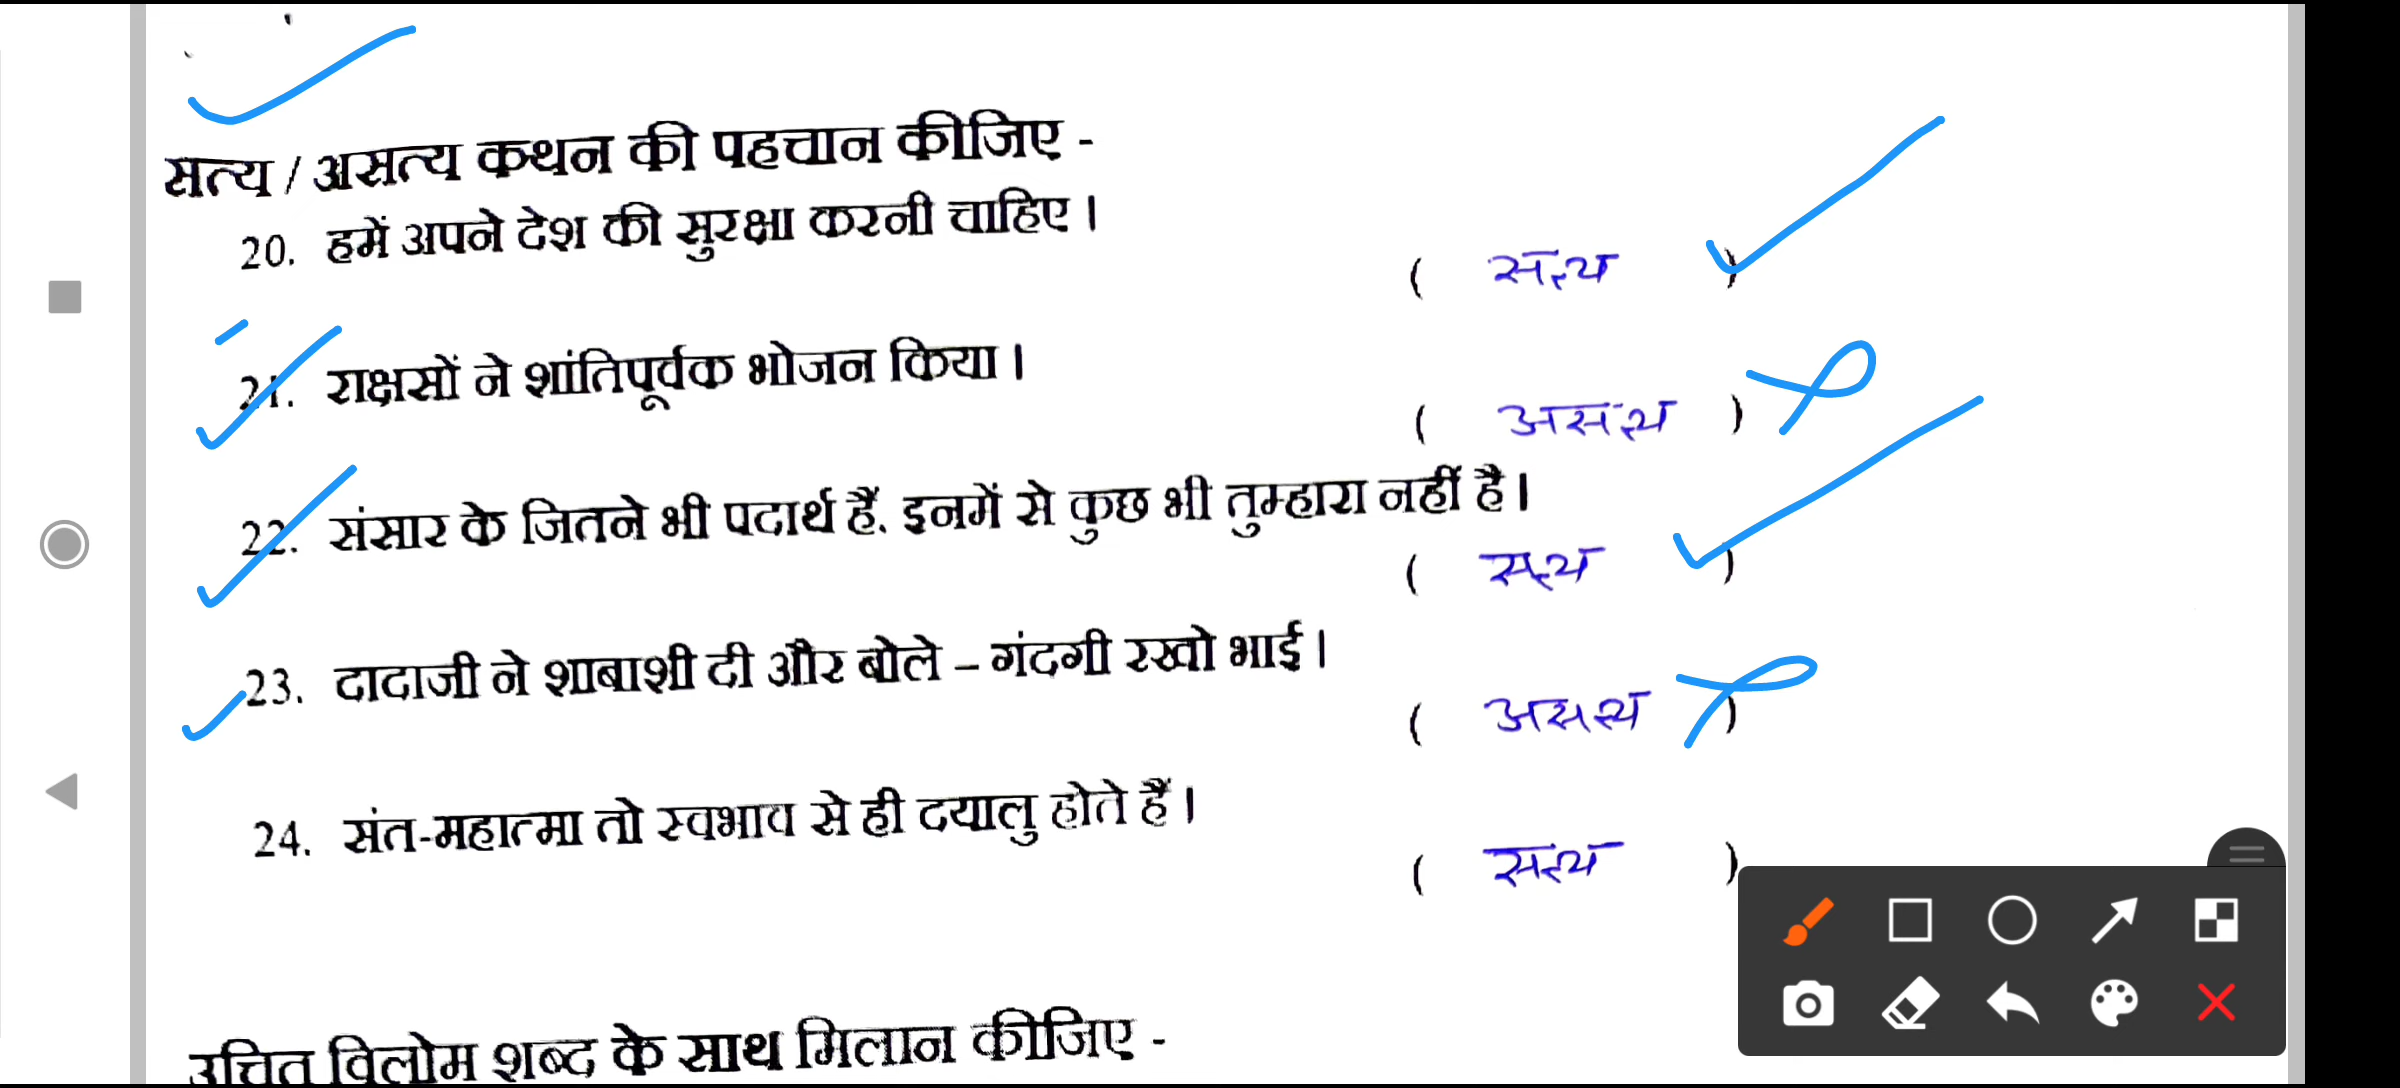 सत्य / असत्य कथन की पहचान कीजिए -
20. हमें अपने देश की सुरक्षा करनी चाहिए।
( सत्य )
21. राक्षसों ने शांतिपूर्वक भोजन किया।
( असत्य )
22. संसार के जितने भी पदार्थ हैं, इनमें से कुछ भी तुम्हारा नहीं है।
( सत्य )
23. दादाजी ने शाबाशी दी और बोले – गंदगी रखो भाई।
( असत्य )
24. संत-महात्मा तो स्वभाव से ही दयालु होते हैं।
( सत्य )
उचित विलोम शब्द के साथ मिलान कीजिए -